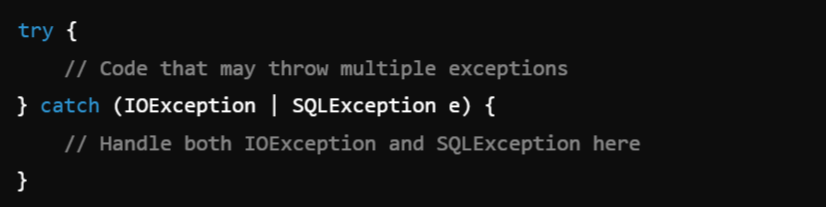 try {
    // Code that may throw multiple exceptions
} catch (IOException | SQLException e) {
    // Handle both IOException and SQLException here
}